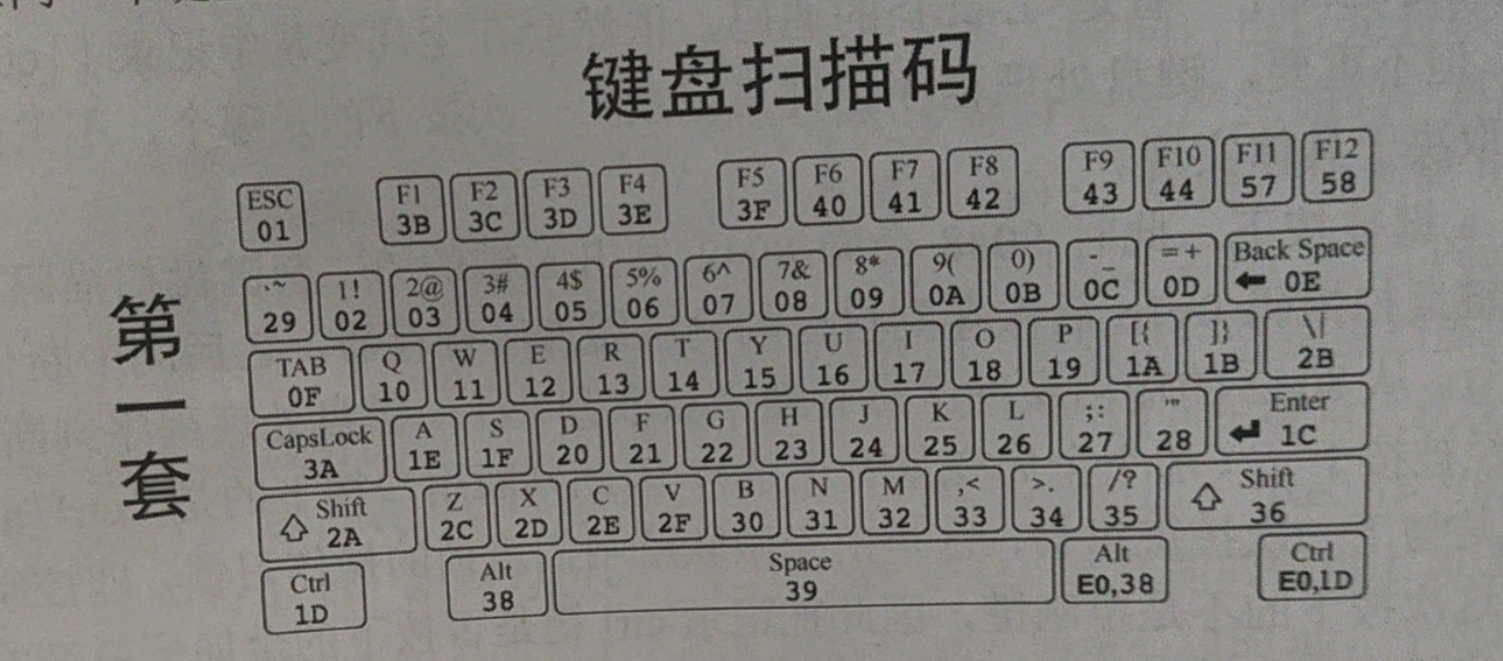 键盘扫描码
第一套
ESC F1 F2 F3 F4 F5 F6 F7 F8 F9 F10 F11 F12
01 3B 3C 3D 3E 3F 40 41 42 43 44 57 58
`~ 1! 2@ 3# 4$ 5% 6^ 7& 8* 9( 0) -_ =+ Back Space
29 02 03 04 05 06 07 08 09 0A 0B 0C 0D ← 0E
TAB Q W E R T Y U I O P [{ ]} \|
0F 10 11 12 13 14 15 16 17 18 19 1A 1B 2B
CapsLock A S D F G H J K L ;: '" Enter
3A 1E 1F 20 21 22 23 24 25 26 27 28 1C
Shift Z X C V B N M ,< >. /? Shift
2A 2C 2D 2E 2F 30 31 32 33 34 35 36
Ctrl Alt Space Alt Ctrl
1D 38 39 E0,38 E0,1D